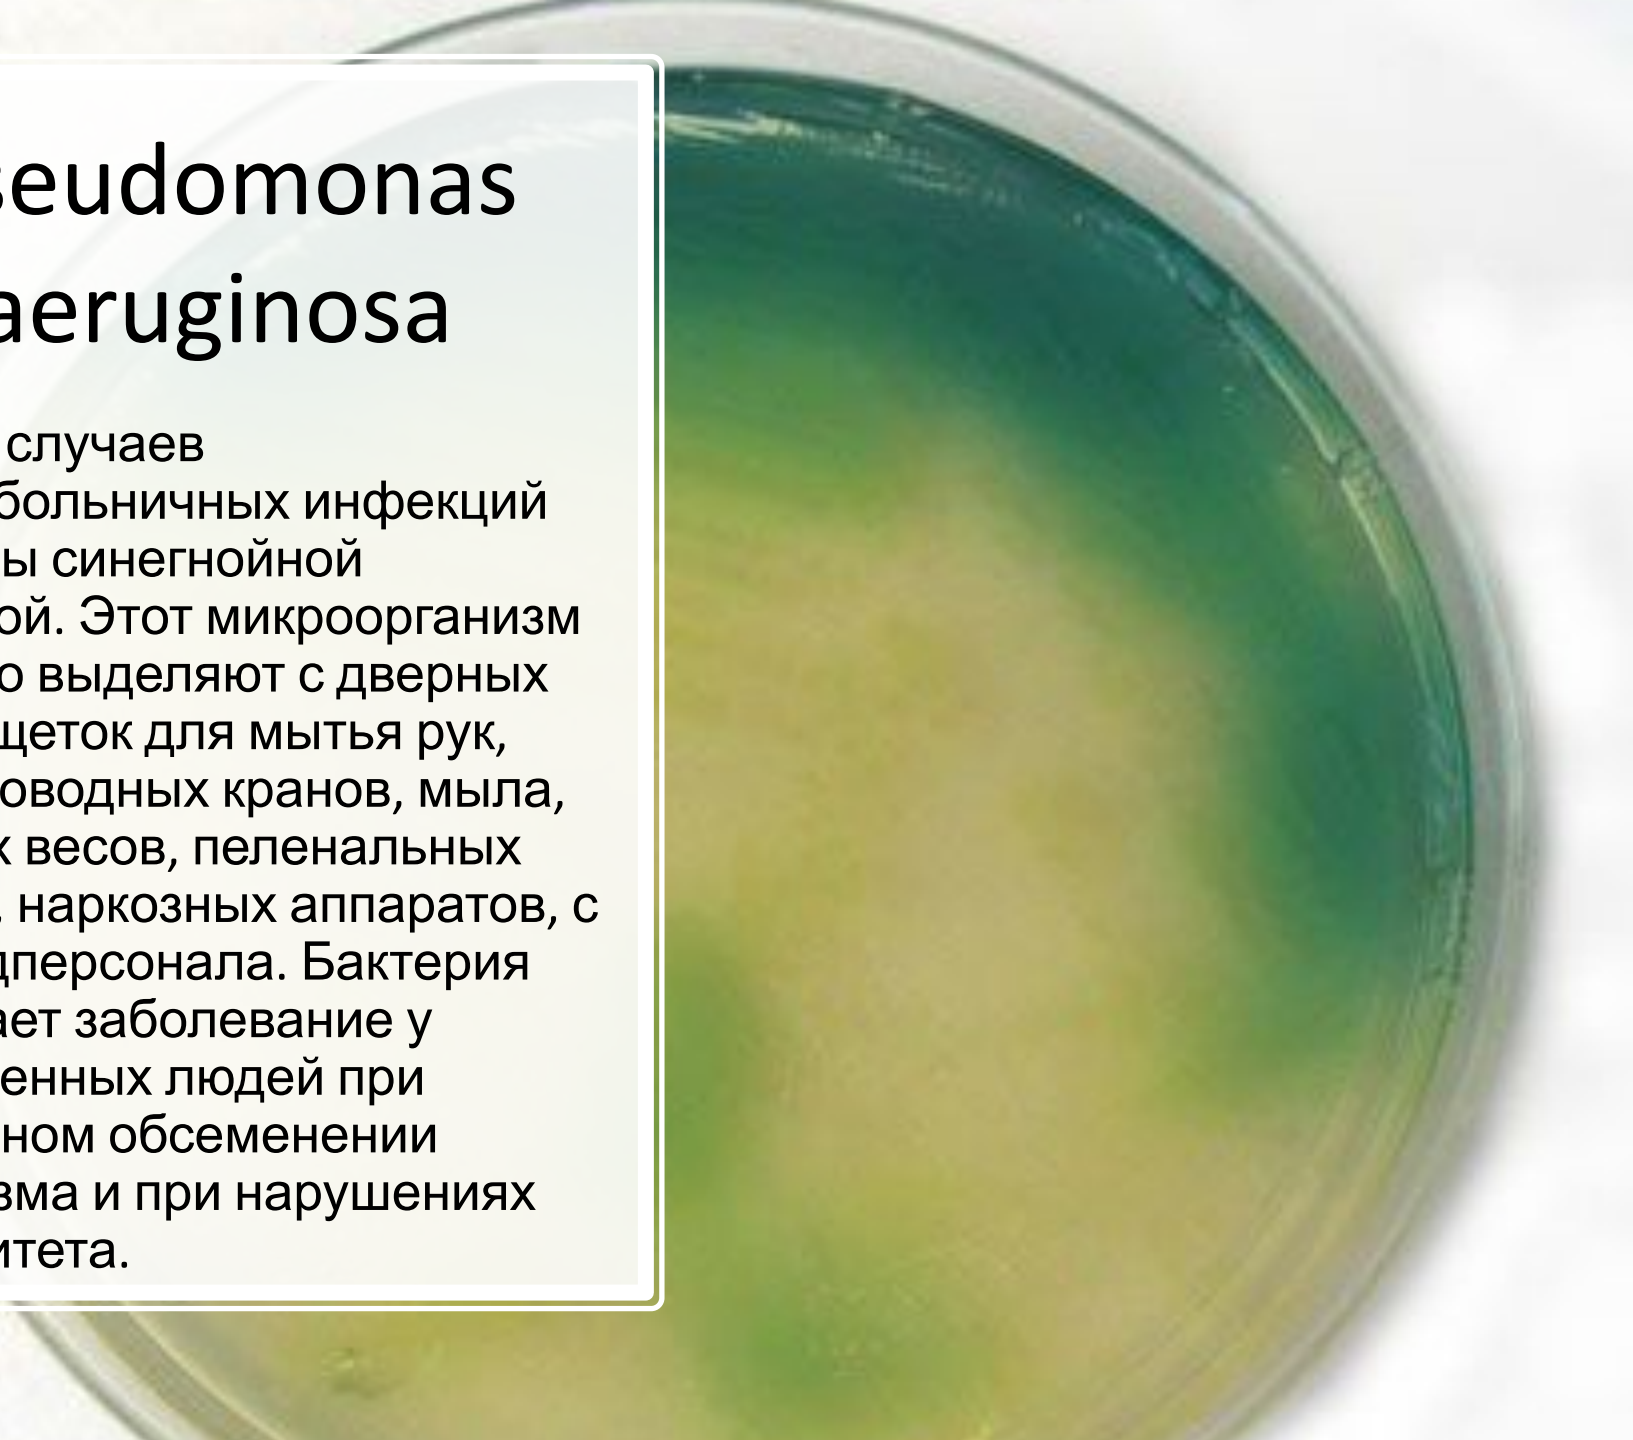 seudomonas
aeruginosa
случаев
больничных инфекций
ы синегнойной
ой. Этот микроорганизм
о выделяют с дверных
щеток для мытья рук,
оводных кранов, мыла,
х весов, пеленальных
, наркозных аппаратов, с
дперсонала. Бактерия
ает заболевание у
енных людей при
ном обсеменении
зма и при нарушениях
итета.